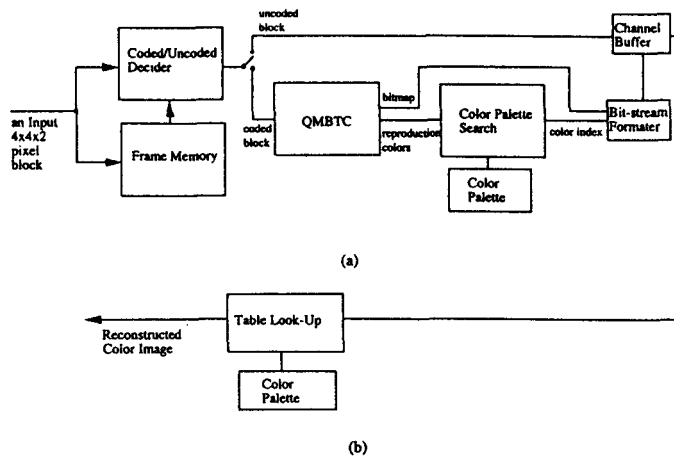 uncoded
block
Channel
Buffer
Coded/Uncoded
Decider
an Input
4x4x2
pixel
block
Frame Memory
coded
block
QMBTC
bitmap
reproduction
colors
Color Palette
Search
color index
Bit-stream
Formater
Color
Palette
(a)
Reconstructed
Color Image
Table Look-Up
Color
Palette
(b)